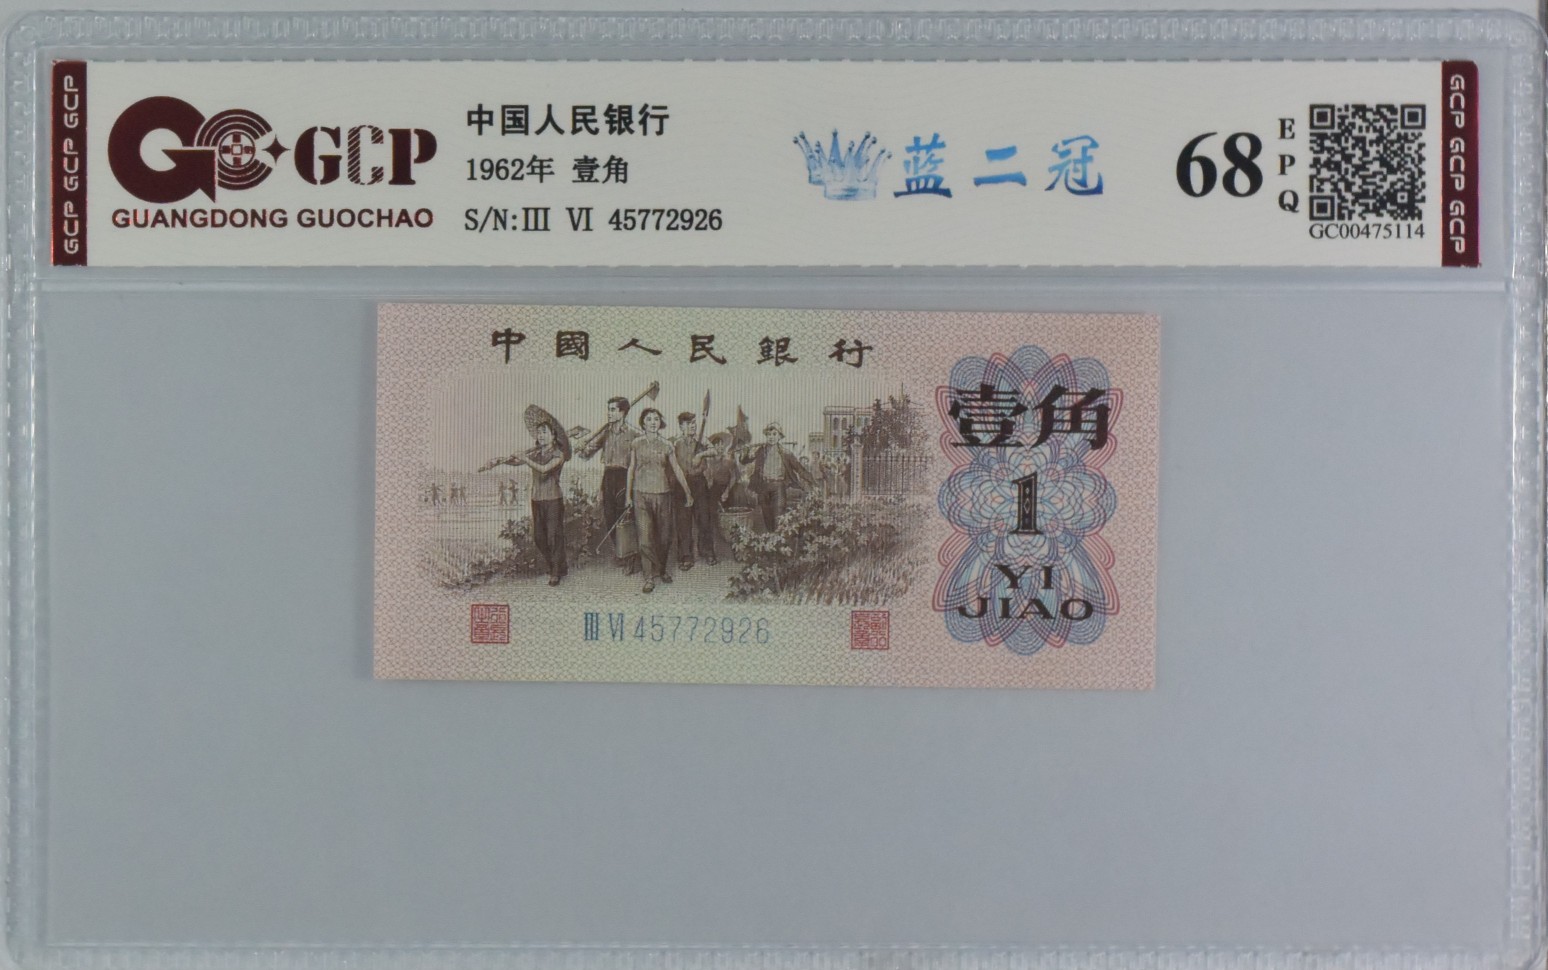 GCP GCP GCP
GCP
GUANGDONG GUOCHAO
中国人民银行
1962年 壹角
S/N:Ⅲ Ⅵ 45772926
蓝二冠
68
EPQ
GC00475114
GCP GCP GCP
中國人民銀行
壹角
1
YI
JIAO
Ⅲ Ⅵ 45772926